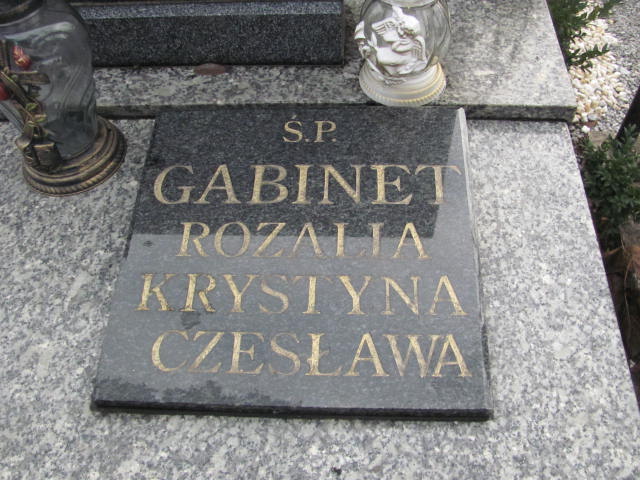 Ś.P.
GABINET
ROZALIA
KRYSTYNA
CZESŁAWA